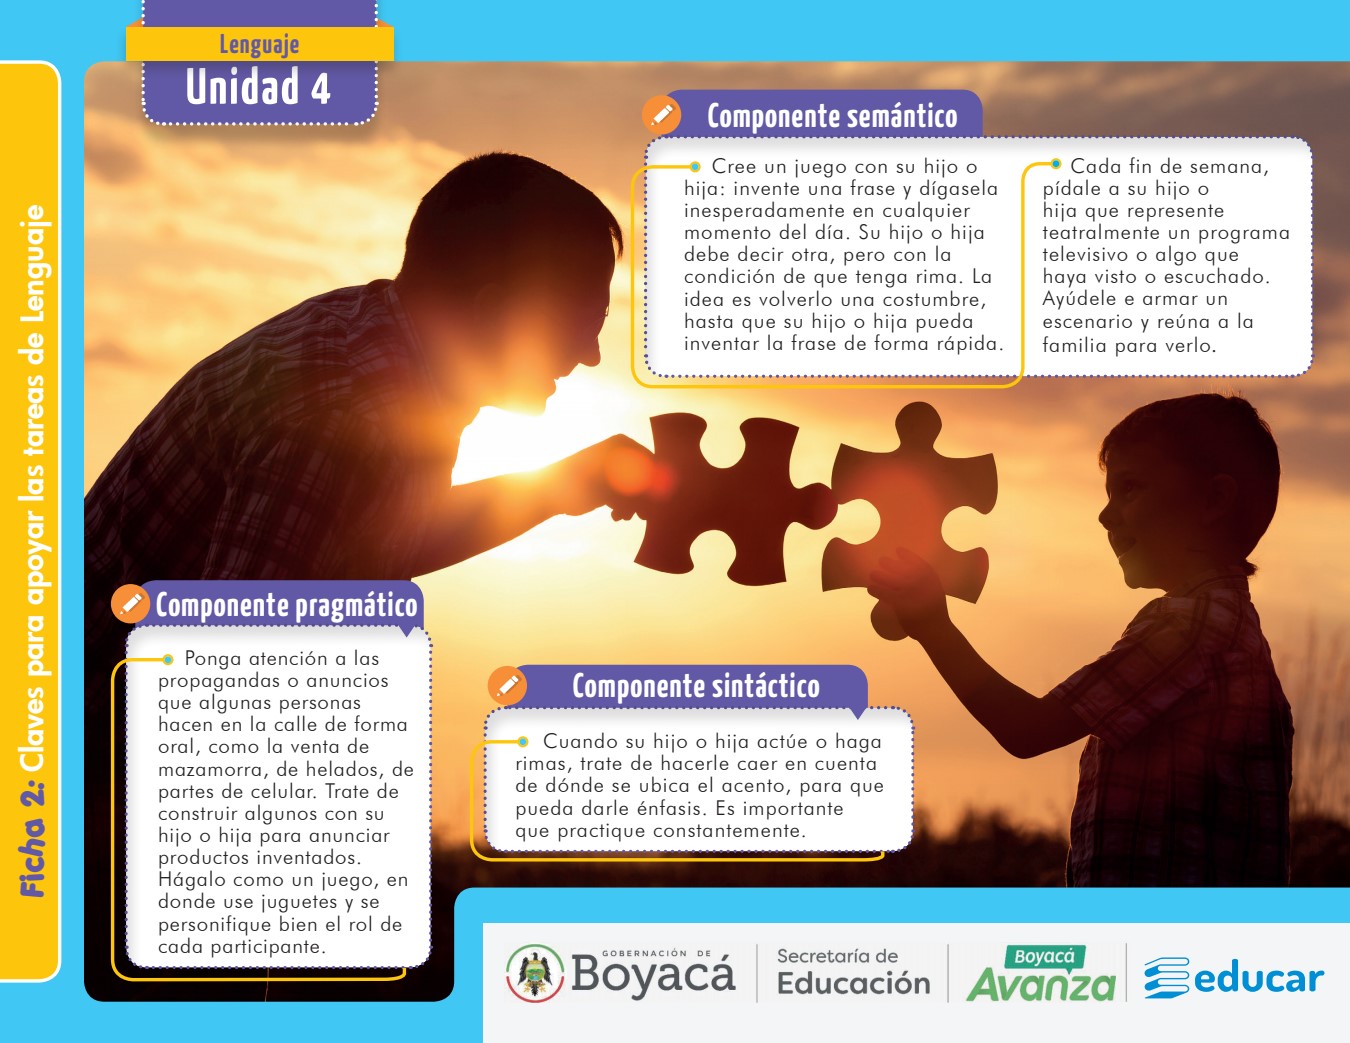 Lenguaje
Unidad 4
Ficha 2: Claves para apoyar las tareas de Lenguaje
Componente semántico
Cree un juego con su hijo o
hija: invente una frase y dígasela
inesperadamente en cualquier
momento del día. Su hijo o hija
debe decir otra, pero con la
condición de que tenga rima. La
idea es volverlo una costumbre,
hasta que su hijo o hija pueda
inventar la frase de forma rápida.
Cada fin de semana,
pídale a su hijo o
hija que represente
teatralmente un programa
televisivo o algo que
haya visto o escuchado.
Ayúdele e armar un
escenario y reúna a la
familia para verlo.
Componente pragmático
Ponga atención a las
propagandas o anuncios
que algunas personas
hacen en la calle de forma
oral, como la venta de
mazamorra, de helados, de
partes de celular. Trate de
construir algunos con su
hijo o hija para anunciar
productos inventados.
Hágalo como un juego, en
donde use juguetes y se
personifique bien el rol de
cada participante.
Componente sintáctico
Cuando su hijo o hija actúe o haga
rimas, trate de hacerle caer en cuenta
de dónde se ubica el acento, para que
pueda darle énfasis. Es importante
que practique constantemente.
GOBERNACIÓN DE
Boyacá
Secretaría de
Educación
Boyacá
Avanza
educar